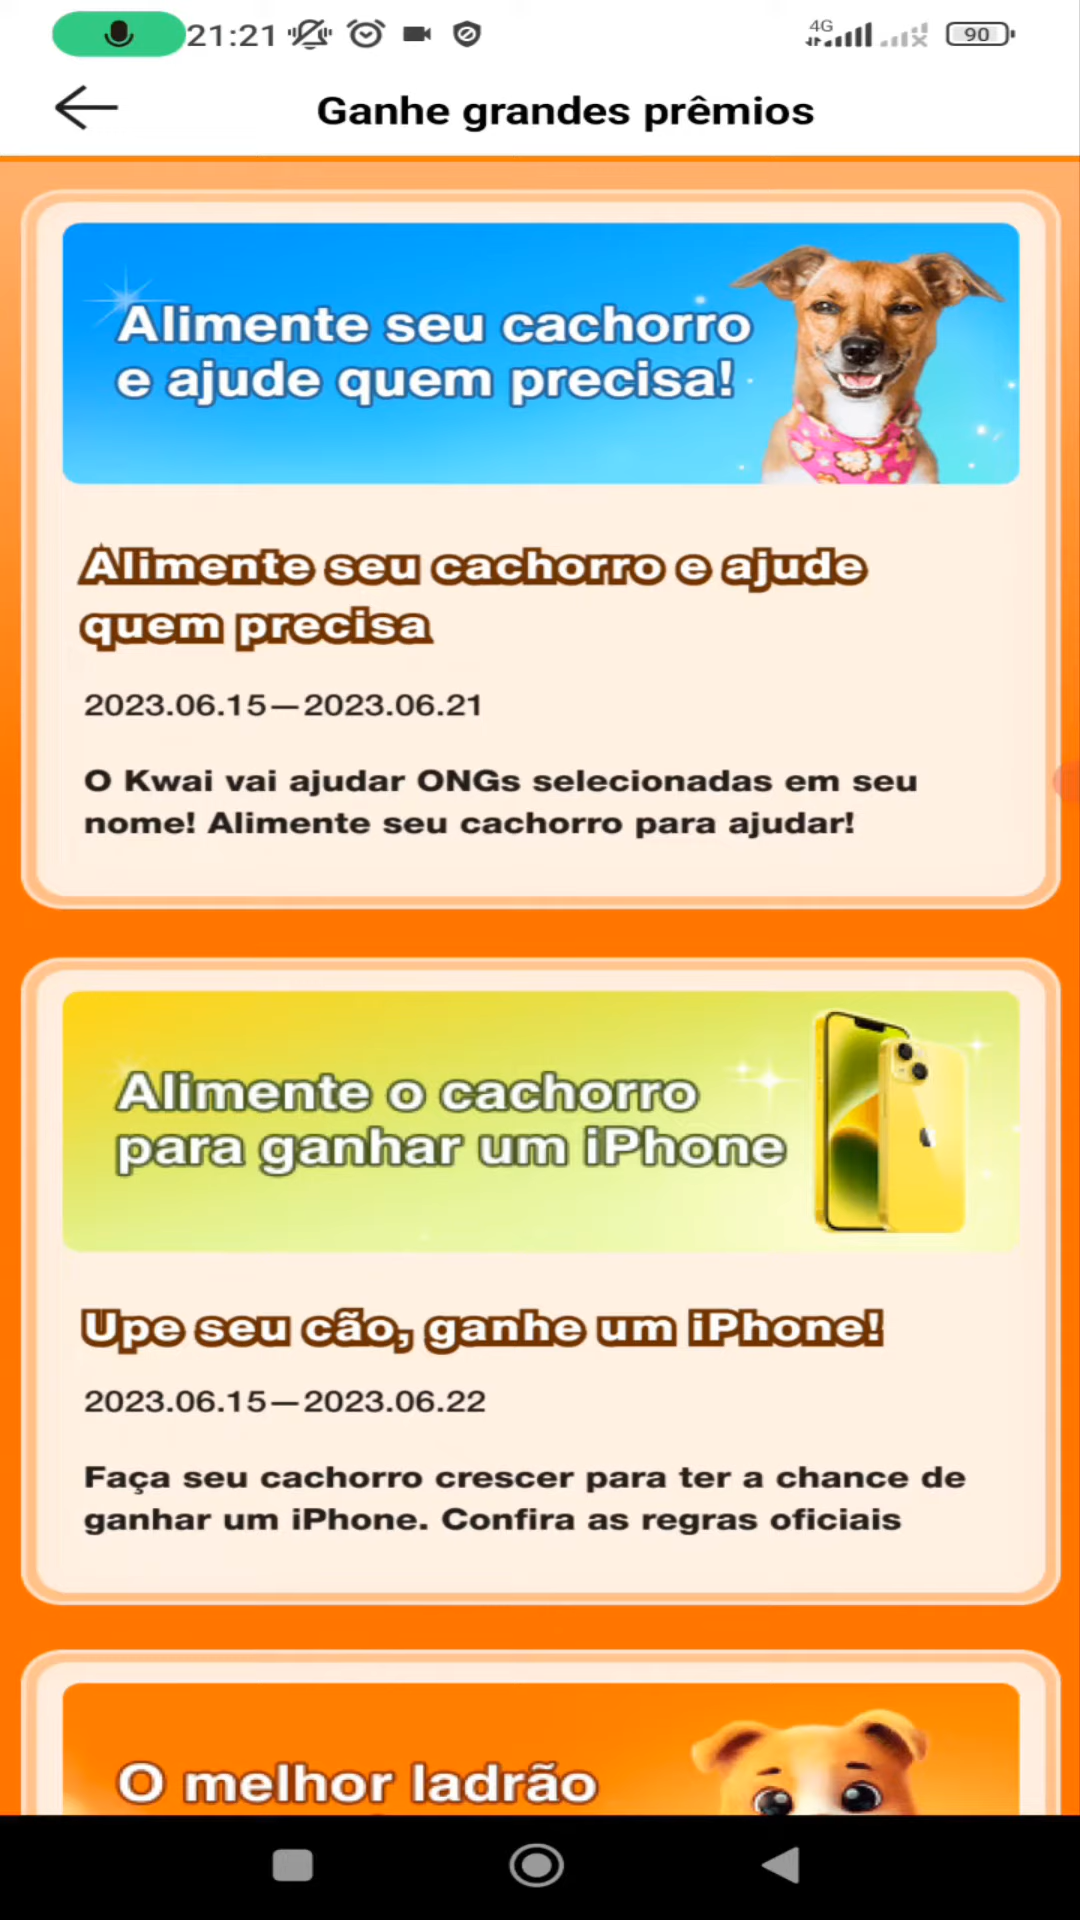 21:21
4G
90
Ganhe grandes prêmios
Alimente seu cachorro
e ajude quem precisa!
Alimente seu cachorro e ajude
quem precisa
2023.06.15—2023.06.21
O Kwai vai ajudar ONGs selecionadas em seu
nome! Alimente seu cachorro para ajudar!
Alimente o cachorro
para ganhar um iPhone
Upe seu cão, ganhe um iPhone!
2023.06.15—2023.06.22
Faça seu cachorro crescer para ter a chance de
ganhar um iPhone. Confira as regras oficiais
O melhor ladrão